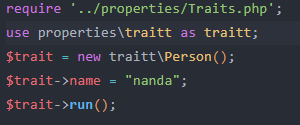 require '../properties/Traits.php';
use properties\traitt as traitt;
$trait = new traitt\Person();
$trait->name = "nanda";
$trait->run();